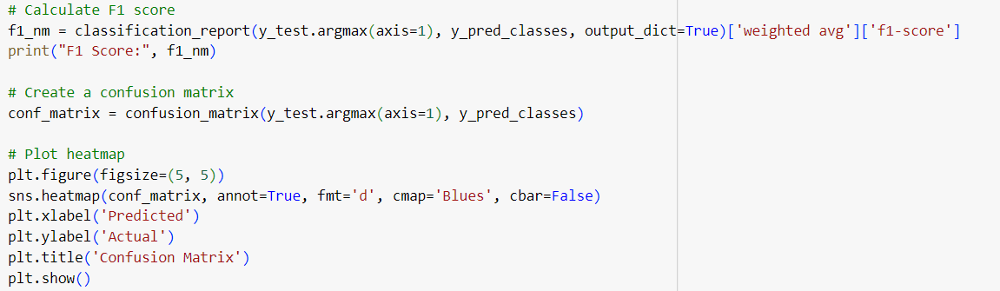 # Calculate F1 score
f1_nm = classification_report(y_test.argmax(axis=1), y_pred_classes, output_dict=True)['weighted avg']['f1-score']
print("F1 Score:", f1_nm)
# Create a confusion matrix
conf_matrix = confusion_matrix(y_test.argmax(axis=1), y_pred_classes)
# Plot heatmap
plt.figure(figsize=(5, 5))
sns.heatmap(conf_matrix, annot=True, fmt='d', cmap='Blues', cbar=False)
plt.xlabel('Predicted')
plt.ylabel('Actual')
plt.title('Confusion Matrix')
plt.show()